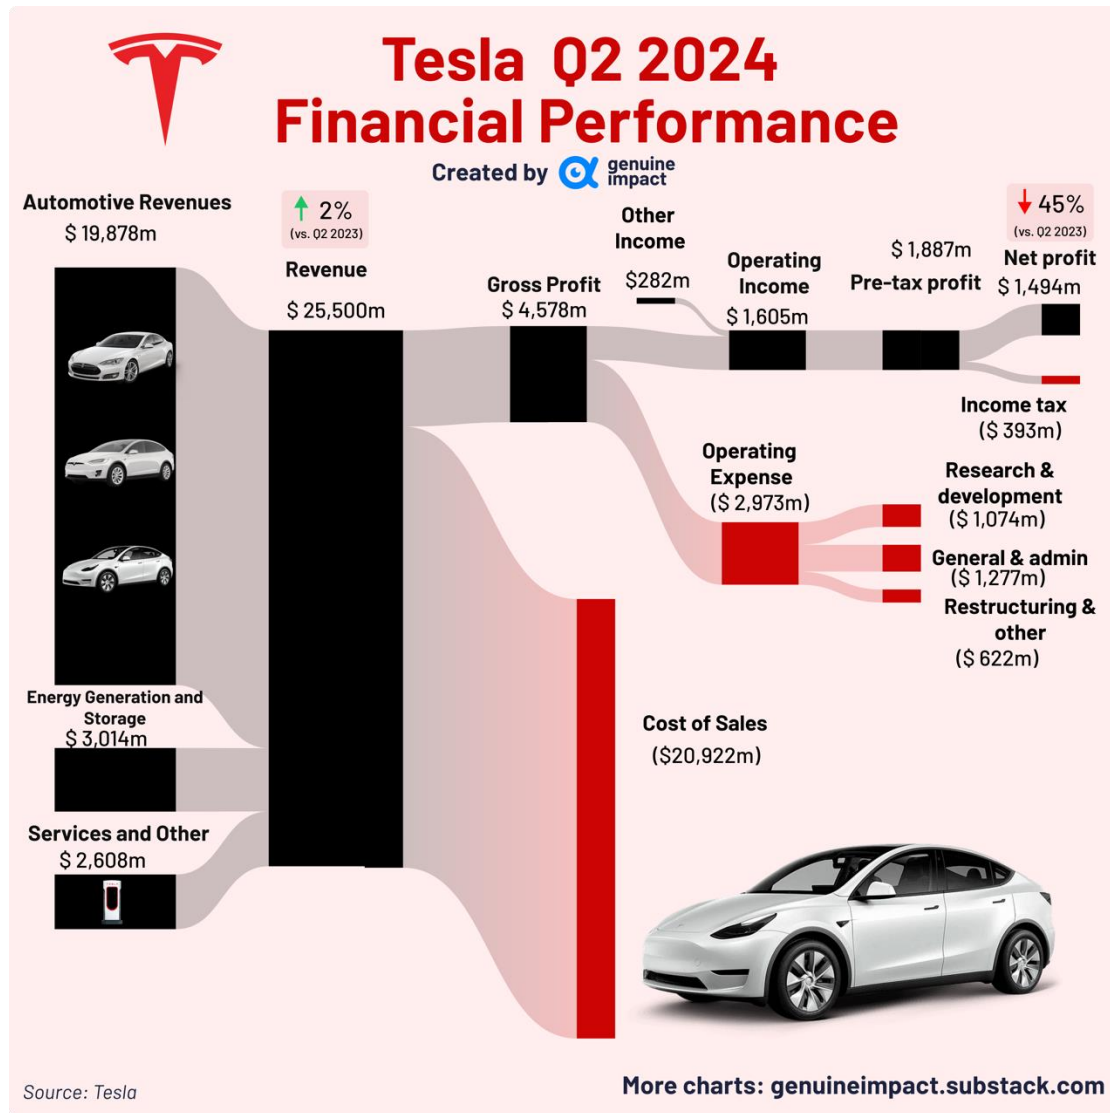 Tesla Q2 2024
Financial Performance
Created by genuine
impact
Automotive Revenues
$ 19,878m
2%
(vs. Q2 2023)
Revenue
$ 25,500m
Gross Profit
$ 4,578m
Other
Income
$282m
Operating
Income
$ 1,605m
$ 1,887m
Pre-tax profit
45%
(vs. Q2 2023)
Net profit
$ 1,494m
Income tax
($ 393m)
Operating
Expense
($ 2,973m)
Research &
development
($ 1,074m)
General & admin
($ 1,277m)
Restructuring &
other
($ 622m)
Energy Generation and
Storage
$ 3,014m
Cost of Sales
($20,922m)
Services and Other
$ 2,608m
Source: Tesla
More charts: genuineimpact.substack.com